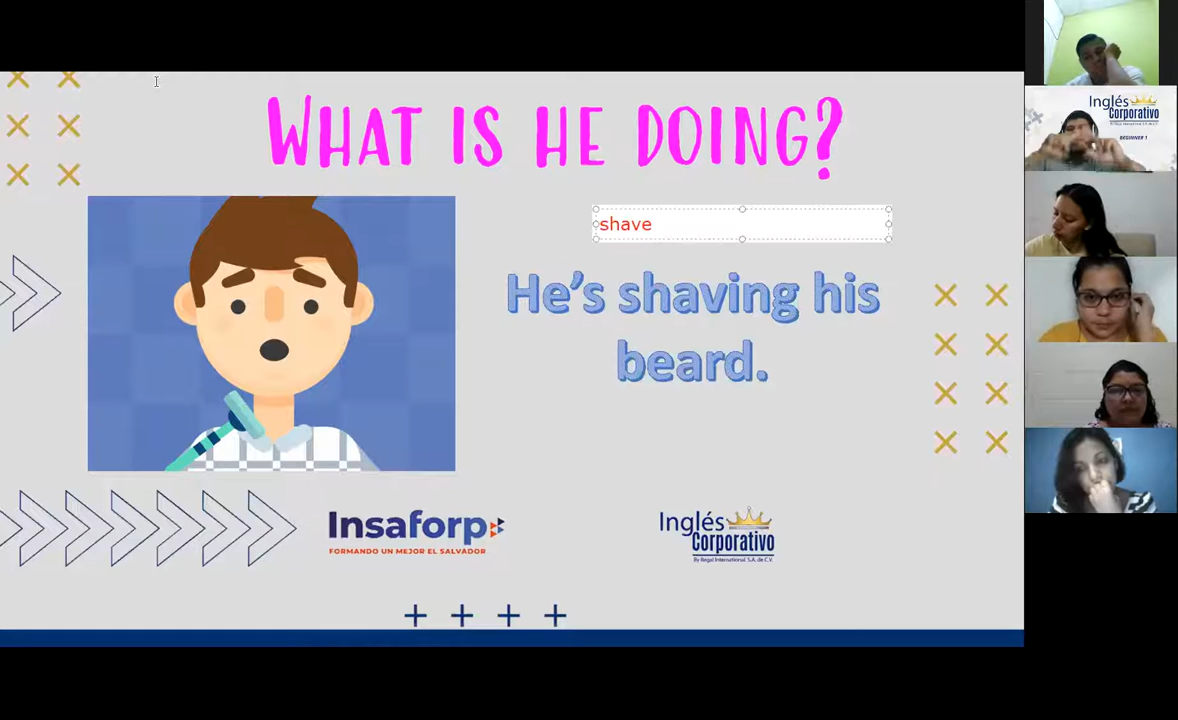 WHAT IS HE DOING?
shave
He's shaving his
beard.
Insaforp
FORMANDO UN MEJOR EL SALVADOR
Inglés
Corporativo
By Regal International. S.A. de C.V.
Inglés
Corporativo
BEGINNER 1